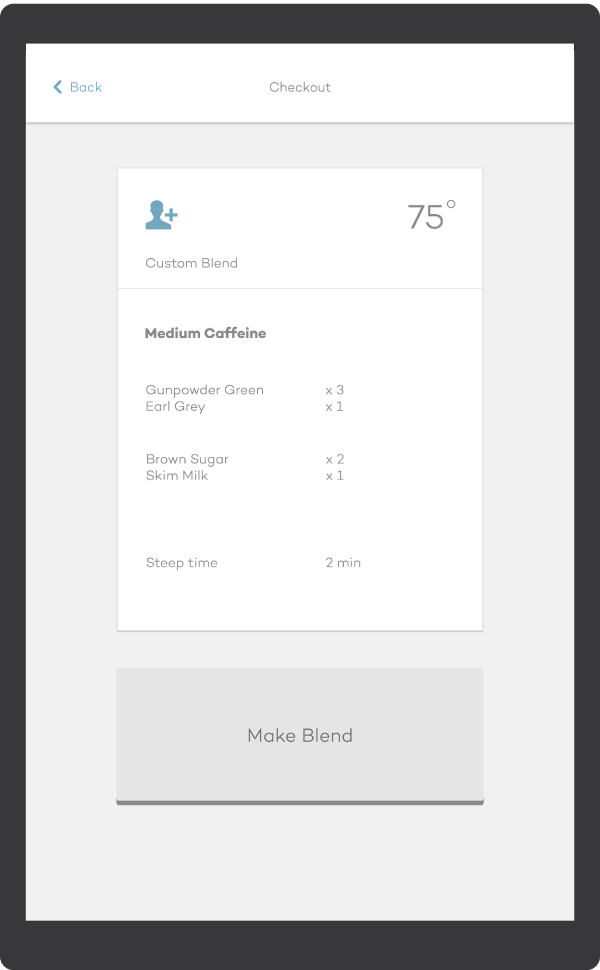 Back Checkout
75°
Custom Blend
Medium Caffeine
Gunpowder Green x 3
Earl Grey x 1
Brown Sugar x 2
Skim Milk x 1
Steep time 2 min
Make Blend